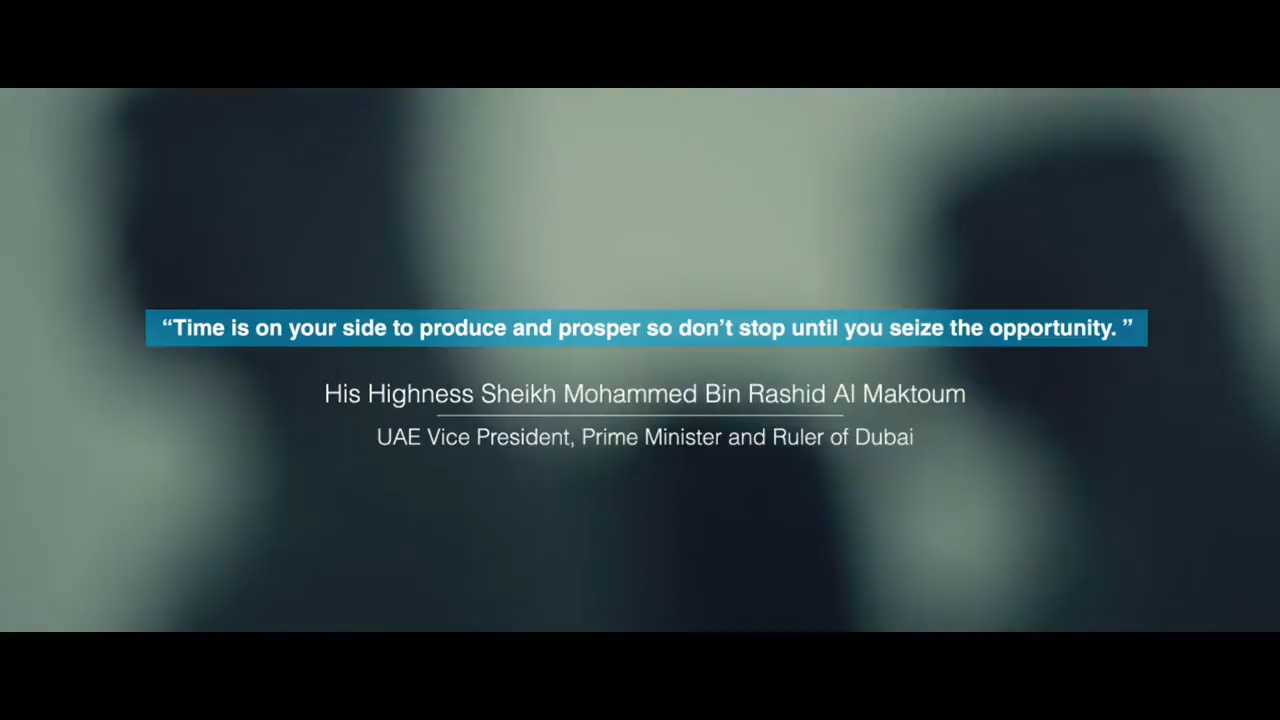 “Time is on your side to produce and prosper so don’t stop until you seize the opportunity. ”
His Highness Sheikh Mohammed Bin Rashid Al Maktoum
UAE Vice President, Prime Minister and Ruler of Dubai